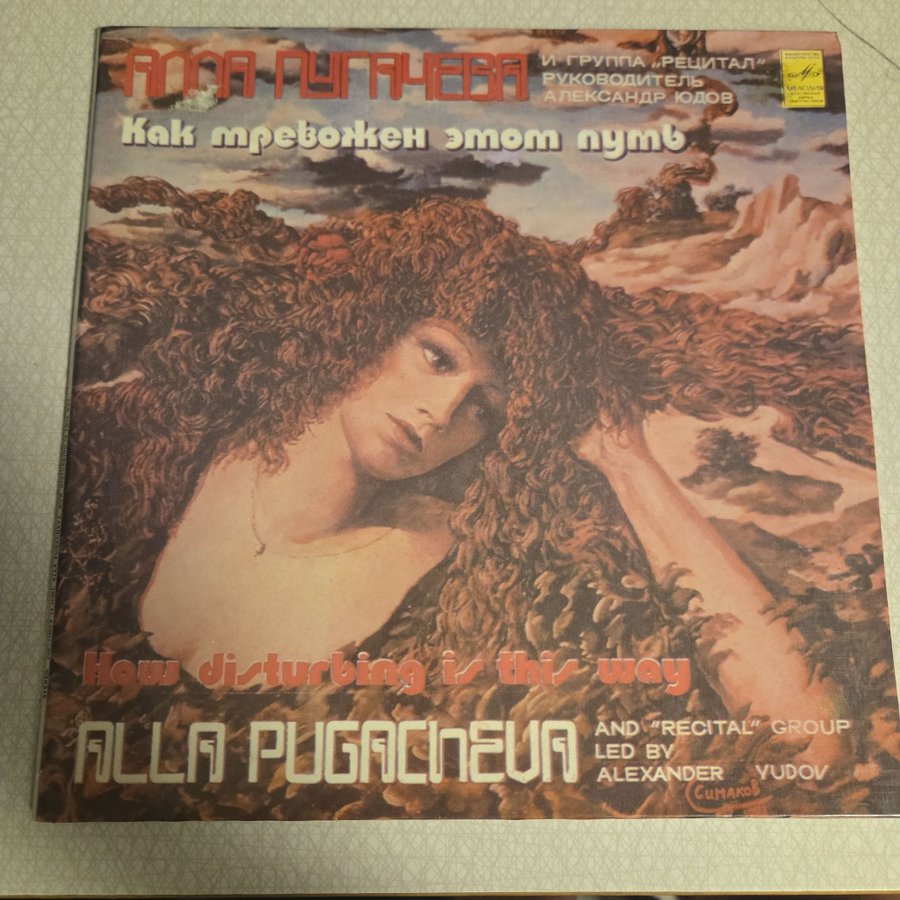 АЛЛА ПУГАЧЕВА
И ГРУППА „РЕЦИТАЛ"
РУКОВОДИТЕЛЬ
АЛЕКСАНДР ЮДОВ
МЕЛОДИЯ
Как тревожен этот путь
How disturbing is this way
ALLA PUGACHEVA
AND "RECITAL" GROUP
LED BY
ALEXANDER YUDOV
Симаков